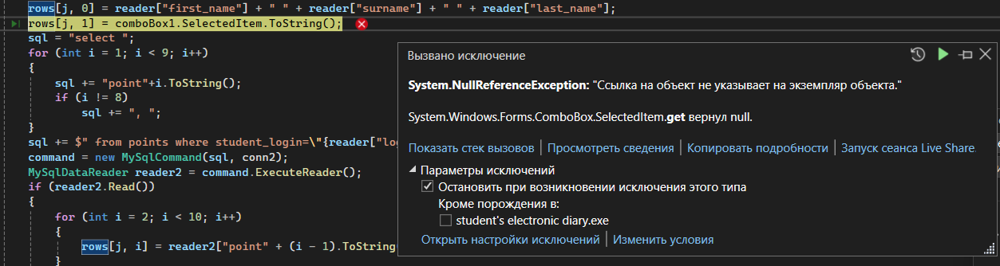 rows[j, 0] = reader["first_name"] + " " + reader["surname"] + " " + reader["last_name"];
rows[j, 1] = comboBox1.SelectedItem.ToString();
sql = "select ";
for (int i = 1; i < 9; i++)
{
sql += "point"+i.ToString();
if (i != 8)
sql += ", ";
}
sql += $" from points where student_login=\"{reader["lo
command = new MySqlCommand(sql, conn2);
MySqlDataReader reader2 = command.ExecuteReader();
if (reader2.Read())
{
for (int i = 2; i < 10; i++)
{
rows[j, i] = reader2["point" + (i - 1).ToString
}
Вызвано исключение
System.NullReferenceException: "Ссылка на объект не указывает на экземпляр объекта."
System.Windows.Forms.ComboBox.SelectedItem.get вернул null.
Показать стек вызовов | Просмотреть сведения | Копировать подробности | Запуск сеанса Live Share.
Параметры исключений
Остановить при возникновении исключения этого типа
Кроме порождения в:
student's electronic diary.exe
Открыть настройки исключений | Изменить условия